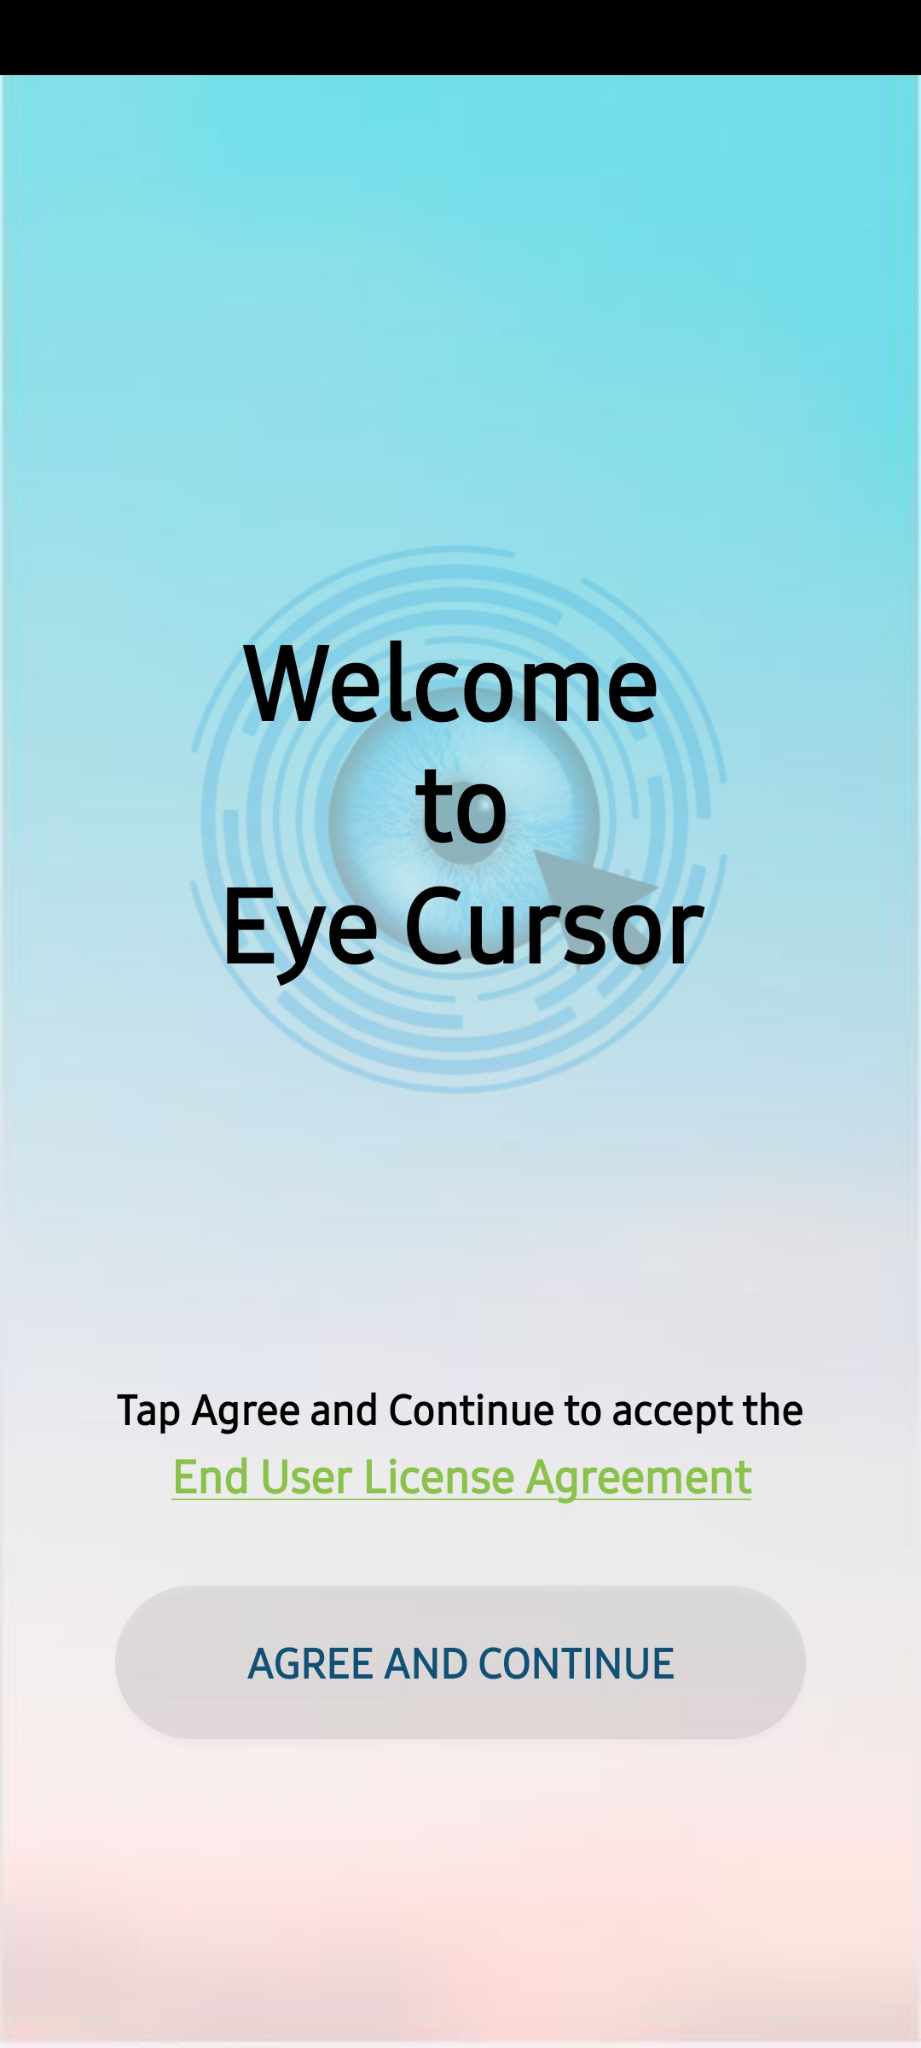 Welcome
to
Eye Cursor
Tap Agree and Continue to accept the
End User License Agreement
AGREE AND CONTINUE